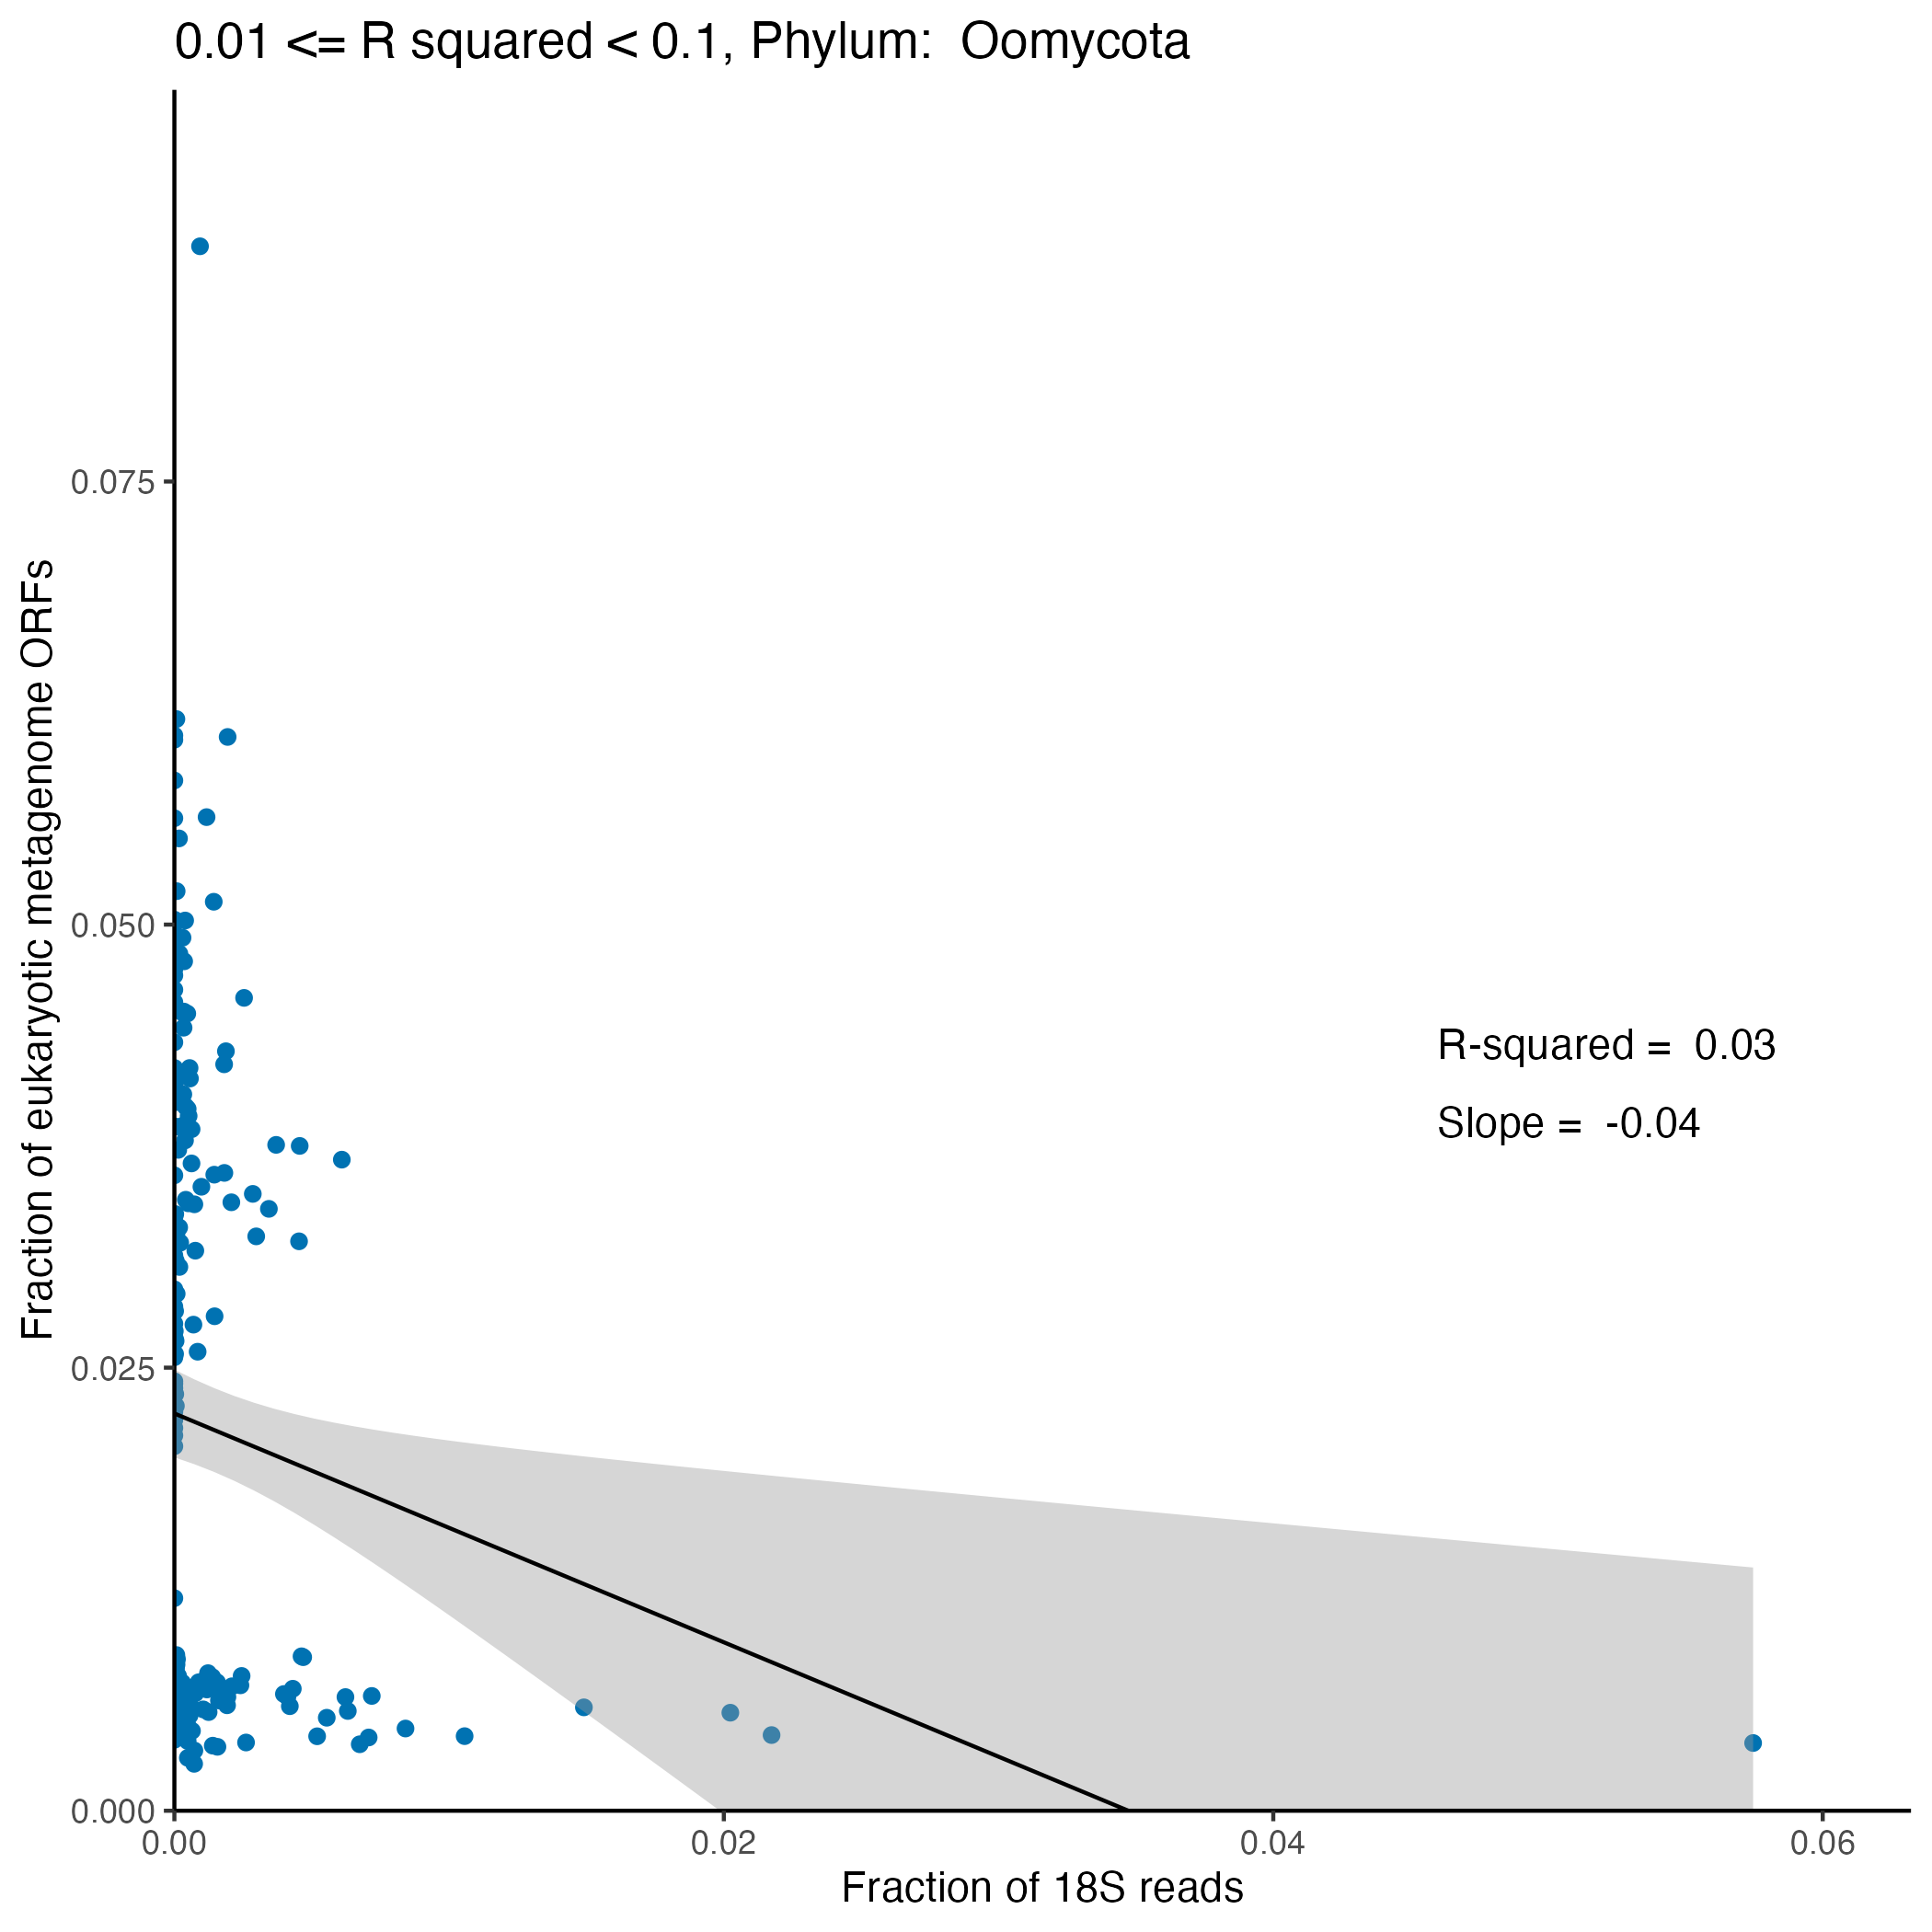 0.01 <= R squared < 0.1, Phylum:  Oomycota
Fraction of eukaryotic metagenome ORFs
0.075
0.050
0.025
0.000
R-squared =  0.03
Slope =  -0.04
0.00
0.02
0.04
0.06
Fraction of 18S reads